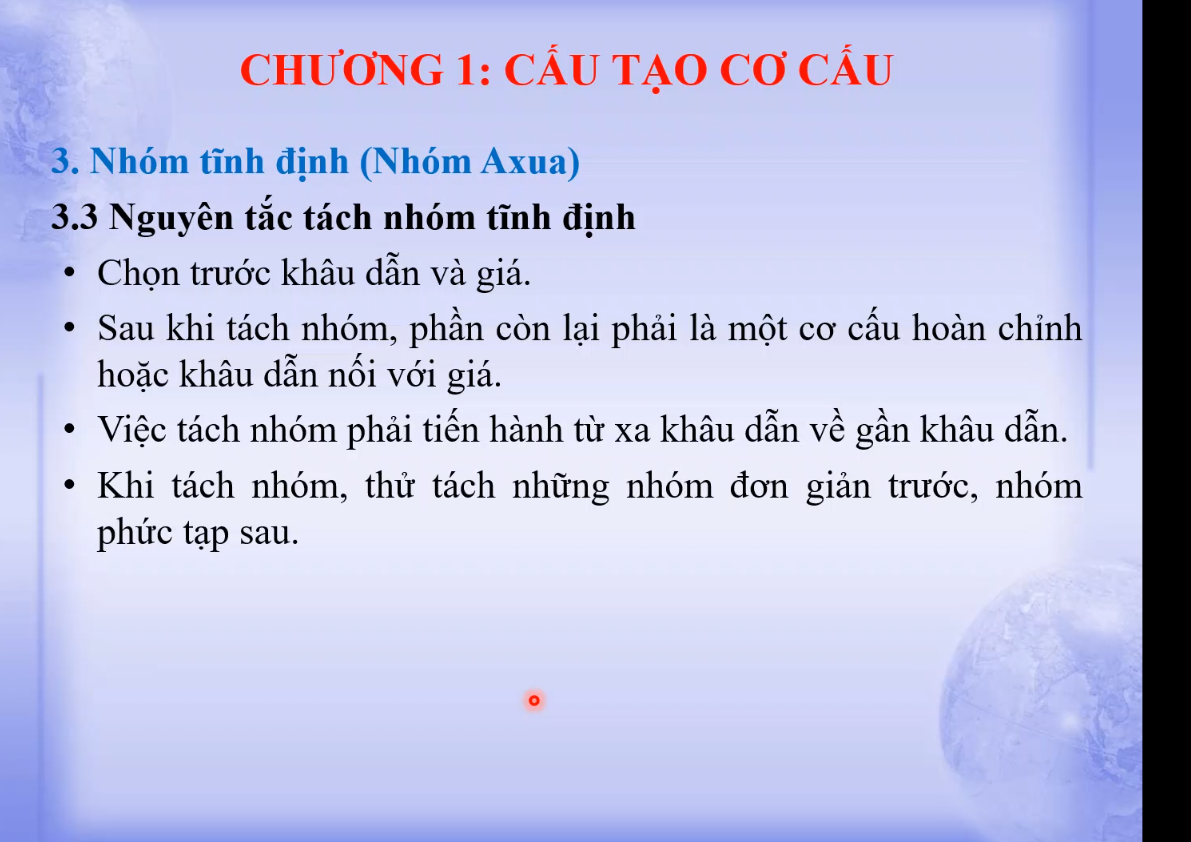 CHƯƠNG 1: CẤU TẠO CƠ CẤU
3. Nhóm tĩnh định (Nhóm Axua)
3.3 Nguyên tắc tách nhóm tĩnh định
• Chọn trước khâu dẫn và giá.
• Sau khi tách nhóm, phần còn lại phải là một cơ cấu hoàn chỉnh
hoặc khâu dẫn nối với giá.
• Việc tách nhóm phải tiến hành từ xa khâu dẫn về gần khâu dẫn.
• Khi tách nhóm, thử tách những nhóm đơn giản trước, nhóm
phức tạp sau.